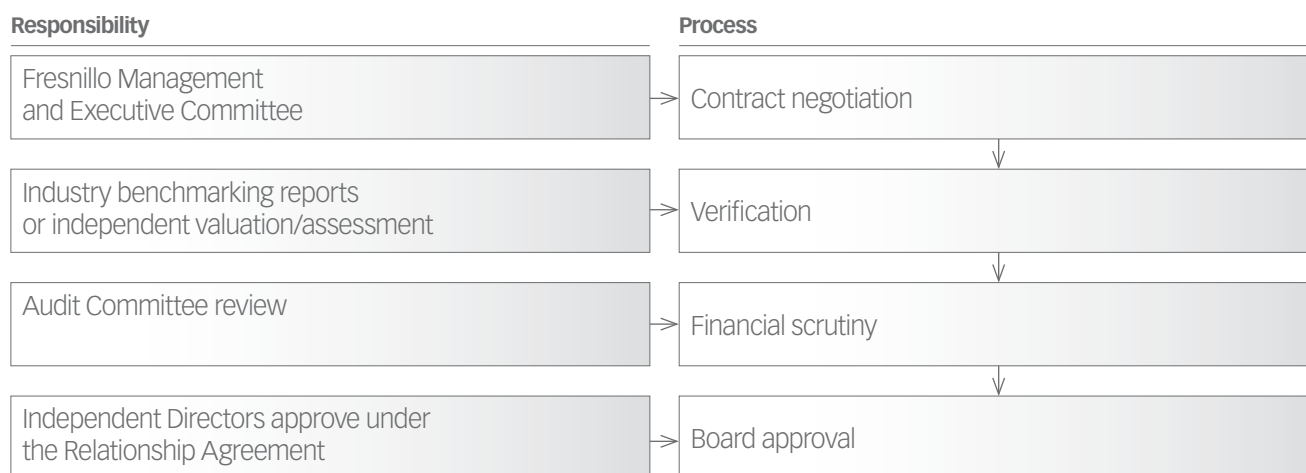 Responsibility
Process
Fresnillo Management
and Executive Committee
Contract negotiation
Industry benchmarking reports
or independent valuation/assessment
Verification
Audit Committee review
Financial scrutiny
Independent Directors approve under
the Relationship Agreement
Board approval